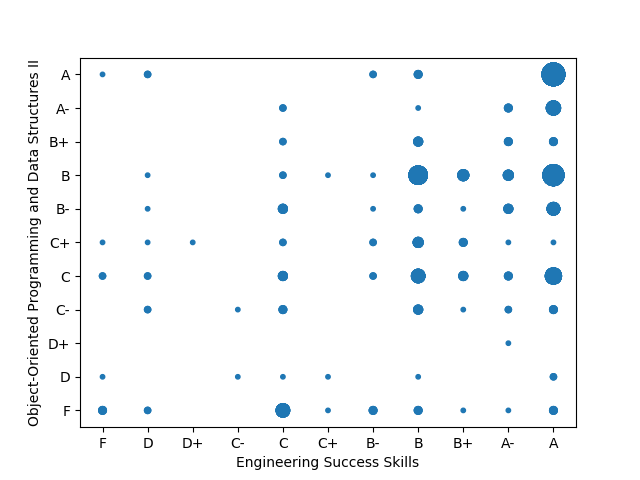 Object-Oriented Programming and Data Structures II
A
A-
B+
B
B-
C+
C
C-
D+
D
F
F D D+ C- C C+ B- B B+ A- A
Engineering Success Skills